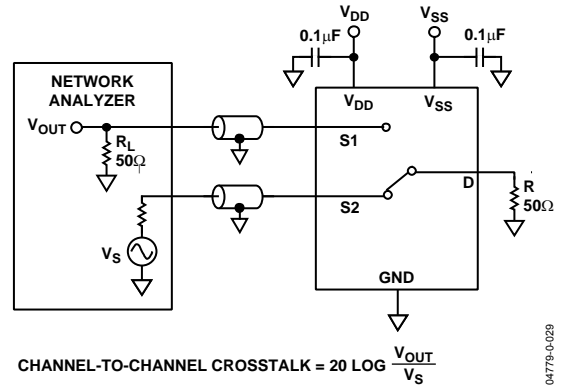 V_DD
V_SS
0.1μF
0.1μF
NETWORK
ANALYZER
V_OUT
R_L
50Ω
V_S
V_DD
V_SS
S1
S2
D
R
50Ω
GND
CHANNEL-TO-CHANNEL CROSSTALK = 20 LOG V_OUT / V_S
04779-0-029